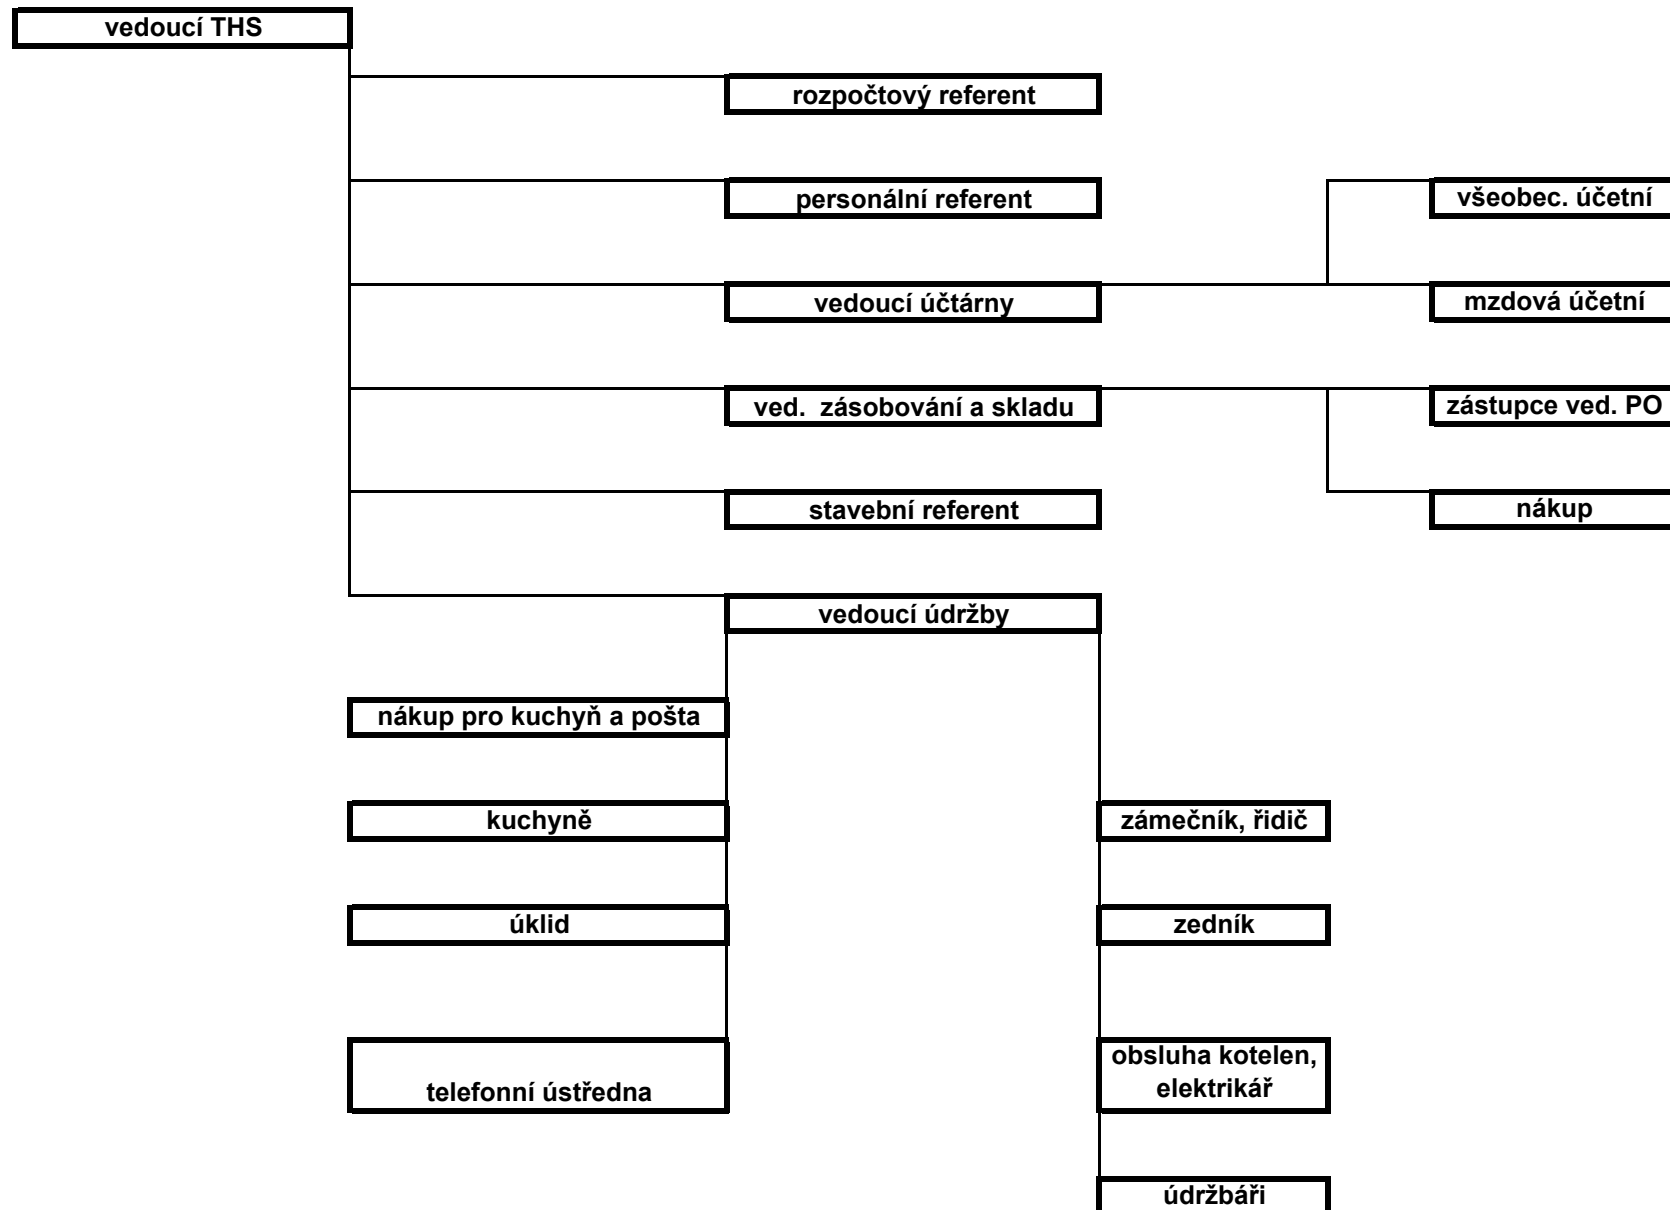 vedoucí THS
rozpočtový referent
personální referent
všeobec. účetní
vedoucí účtárny
mzdová účetní
ved. zásobování a skladu
zástupce ved. PO
stavební referent
nákup
vedoucí údržby
nákup pro kuchyň a pošta
kuchyně
zámečník, řidič
úklid
zedník
telefonní ústředna
obsluha kotelen,
elektrikář
údržbáři